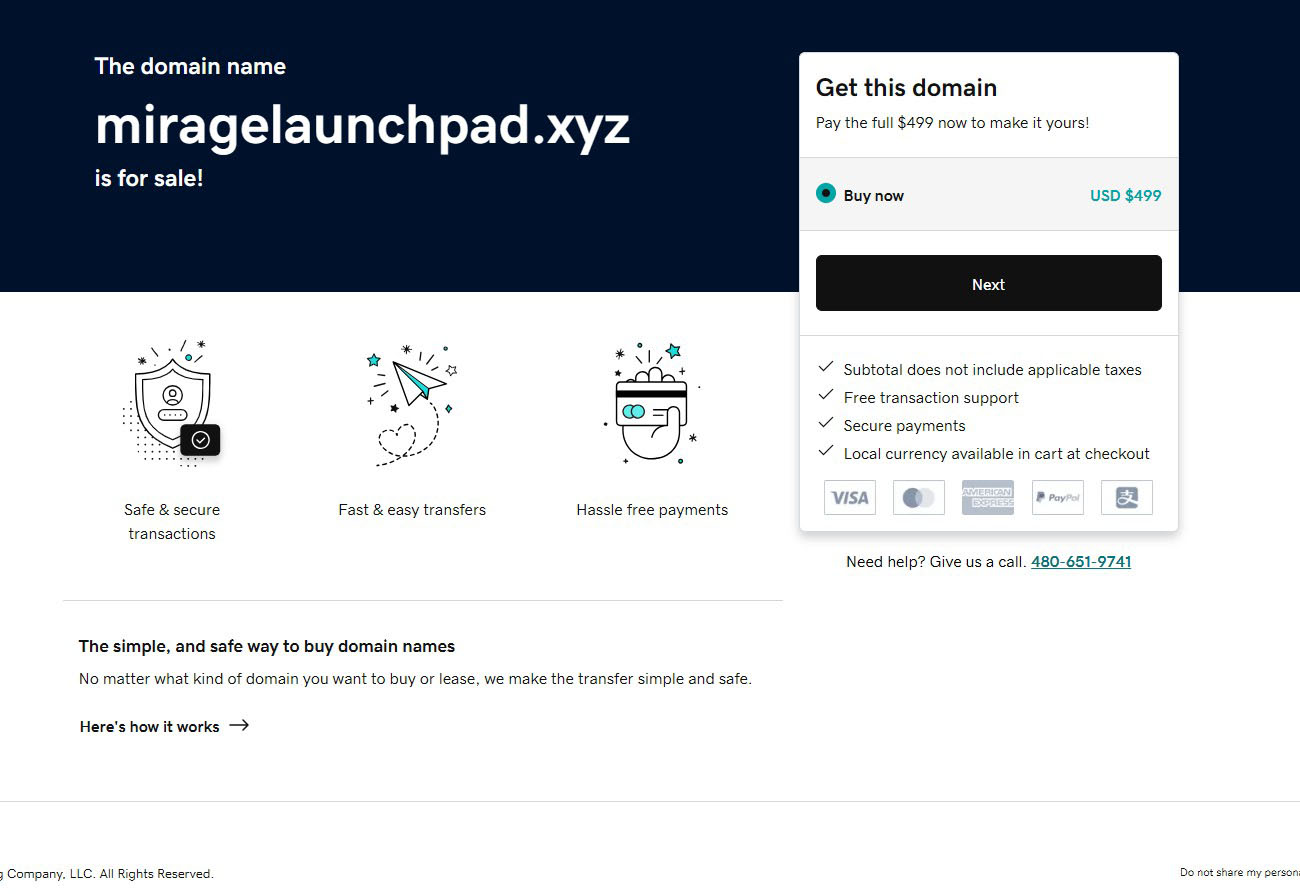 The domain name
miragelaunchpad.xyz
is for sale!
Get this domain
Pay the full $499 now to make it yours!
Buy now USD $499
Next
Subtotal does not include applicable taxes
Free transaction support
Secure payments
Local currency available in cart at checkout
VISA AMERICAN EXPRESS PayPal 支
Need help? Give us a call. 480-651-9741
Safe & secure
transactions
Fast & easy transfers
Hassle free payments
The simple, and safe way to buy domain names
No matter what kind of domain you want to buy or lease, we make the transfer simple and safe.
Here's how it works
g Company, LLC. All Rights Reserved.
Do not share my person